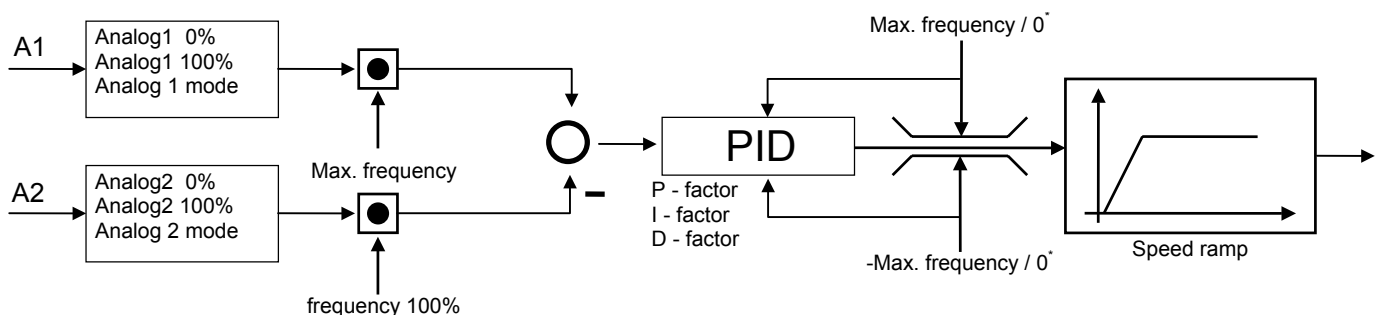 A1
Analog1 0%
Analog1 100%
Analog 1 mode
Max. frequency
A2
Analog2 0%
Analog2 100%
Analog 2 mode
frequency 100%
-
PID
P - factor
I - factor
D - factor
Max. frequency / 0*
-Max. frequency / 0*
Speed ramp